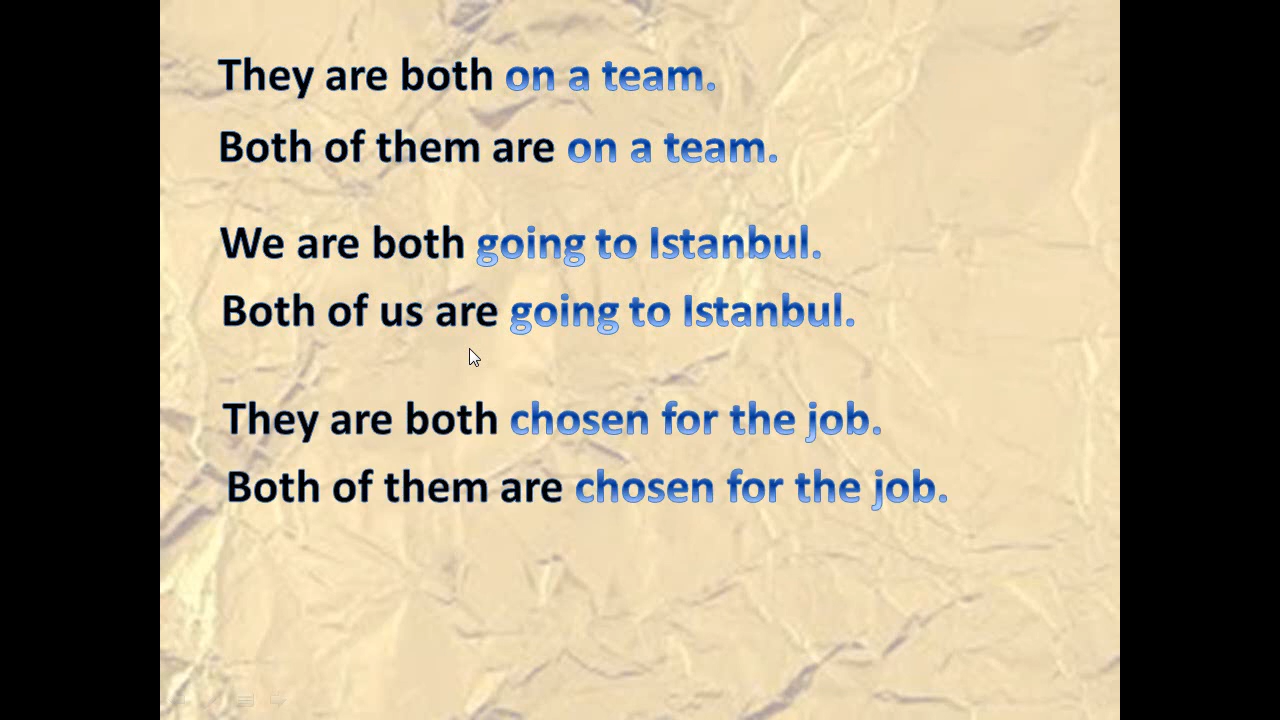 They are both on a team.
Both of them are on a team.
We are both going to Istanbul.
Both of us are going to Istanbul.
They are both chosen for the job.
Both of them are chosen for the job.